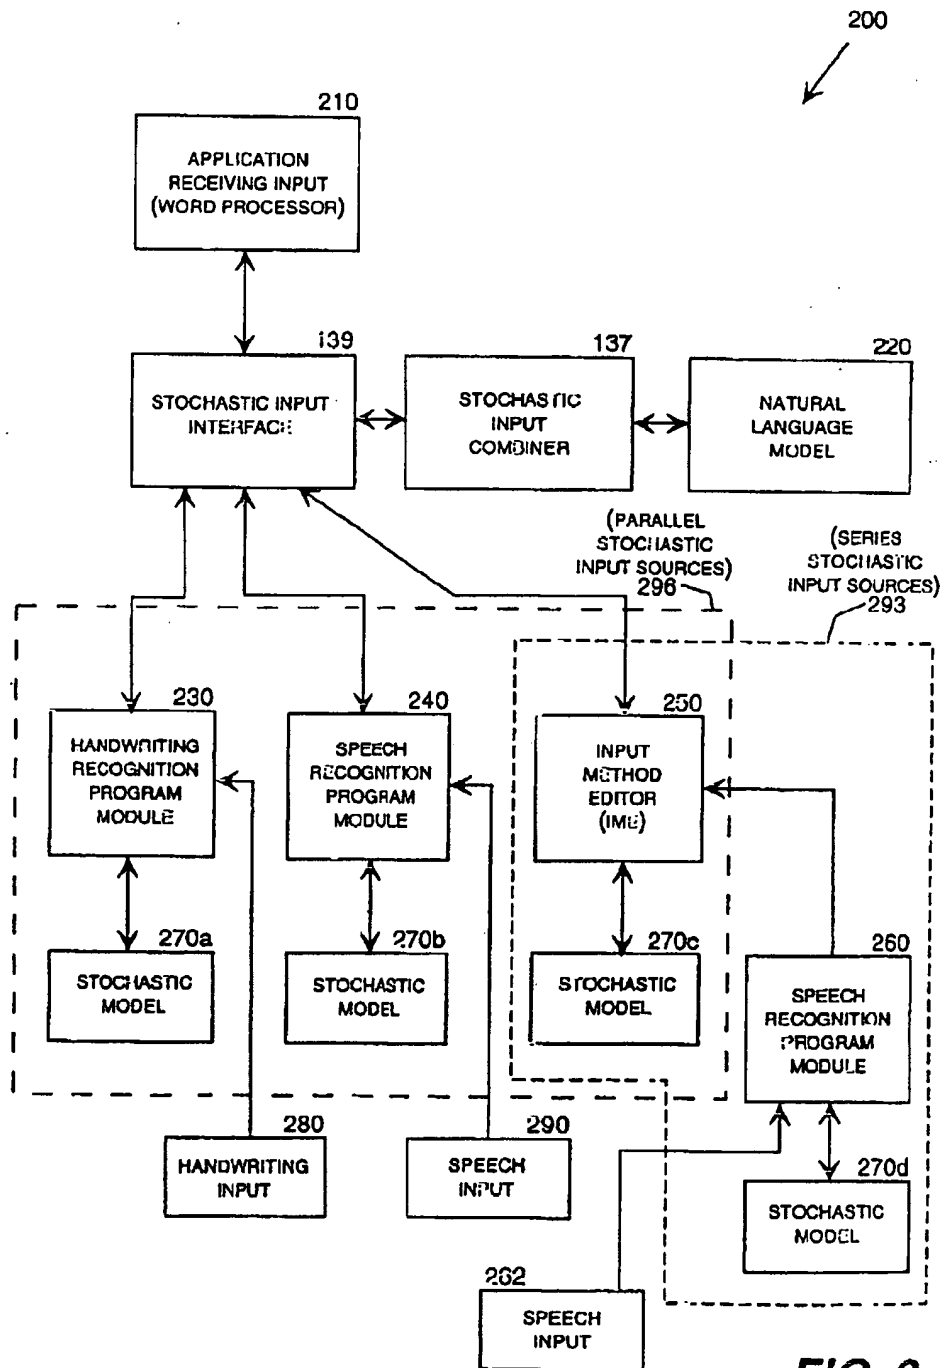 200
210
APPLICATION
RECEIVING INPUT
(WORD PROCESSOR)
139
STOCHASTIC INPUT
INTERFACE
137
STOCHASTIC
INPUT
COMBINER
220
NATURAL
LANGUAGE
MODEL
(PARALLEL
STOCHASTIC
INPUT SOURCES)
296
(SERIES
STOCHASTIC
INPUT SOURCES)
293
230
HANDWRITING
RECOGNITION
PROGRAM
MODULE
240
SPEECH
RECOGNITION
PROGRAM
MODULE
250
INPUT
METHOD
EDITOR
(IME)
270a
STOCHASTIC
MODEL
270b
STOCHASTIC
MODEL
270c
STOCHASTIC
MODEL
260
SPEECH
RECOGNITION
PROGRAM
MODULE
280
HANDWRITING
INPUT
290
SPEECH
INPUT
270d
STOCHASTIC
MODEL
262
SPEECH
INPUT